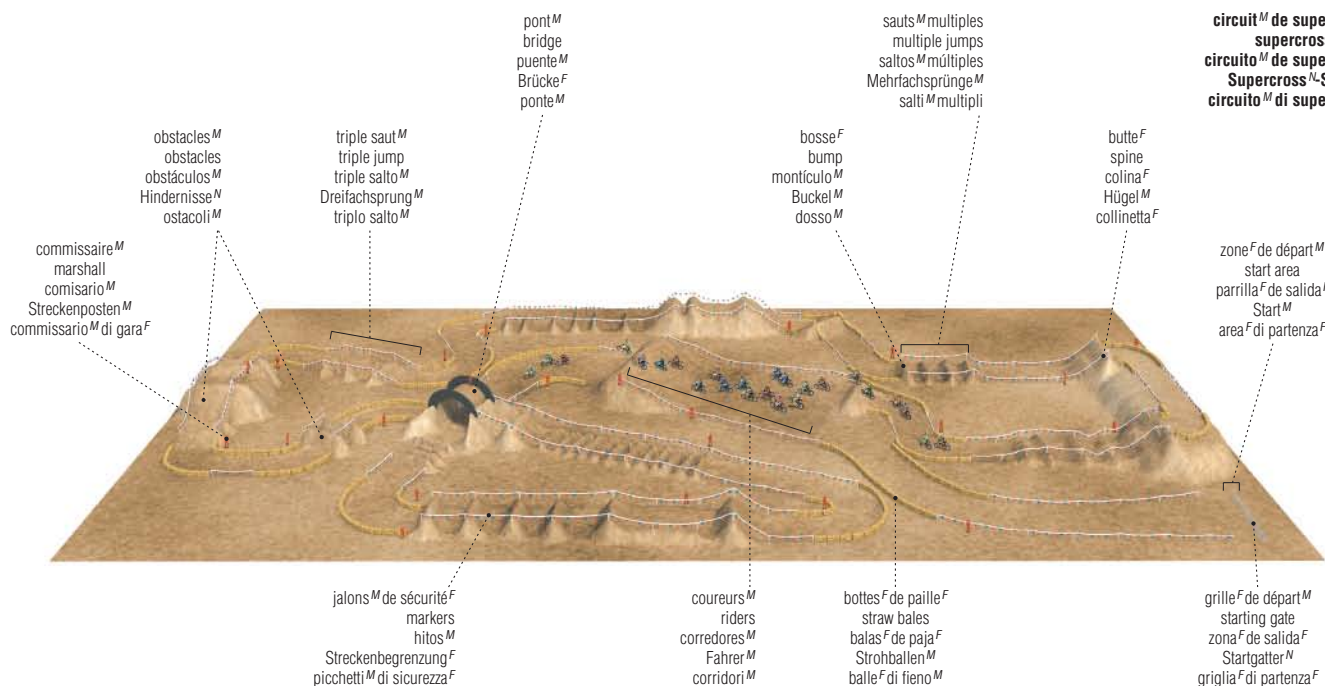 pont M
bridge
puente M
Brücke F
ponte M
sauts M multiples
multiple jumps
saltos M múltiples
Mehrfachsprünge M
salti M multipli
circuit M de supe
supercross
circuito M de supe
Supercross N-S
circuito M di supe
obstacles M
obstacles
obstáculos M
Hindernisse N
ostacoli M
triple saut M
triple jump
triple salto M
Dreifachsprung M
triplo salto M
bosse F
bump
montículo M
Buckel M
dosso M
butte F
spine
colina F
Hügel M
collinetta F
commissaire M
marshall
comisario M
Streckenposten M
commissario M di gara F
zone F de départ M
start area
parrilla F de salida
Start M
area F di partenza F
jalons M de sécurité F
markers
hitos M
Streckenbegrenzung F
picchetti M di sicurezza F
coureurs M
riders
corredores M
Fahrer M
corridori M
bottes F de paille F
straw bales
balas F de paja F
Strohballen M
balle F di fieno M
grille F de départ M
starting gate
zona F de salida F
Startgatter N
griglia F di partenza F